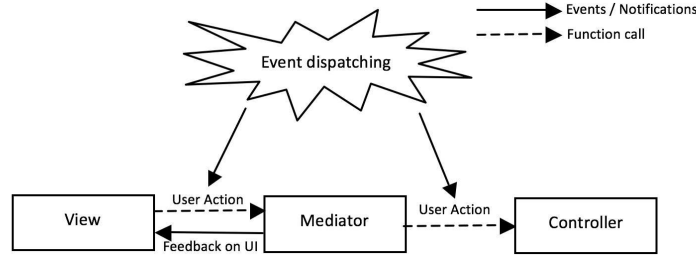 Events / Notifications
Function call
Event dispatching
User Action
User Action
View
Mediator
Controller
Feedback on UI